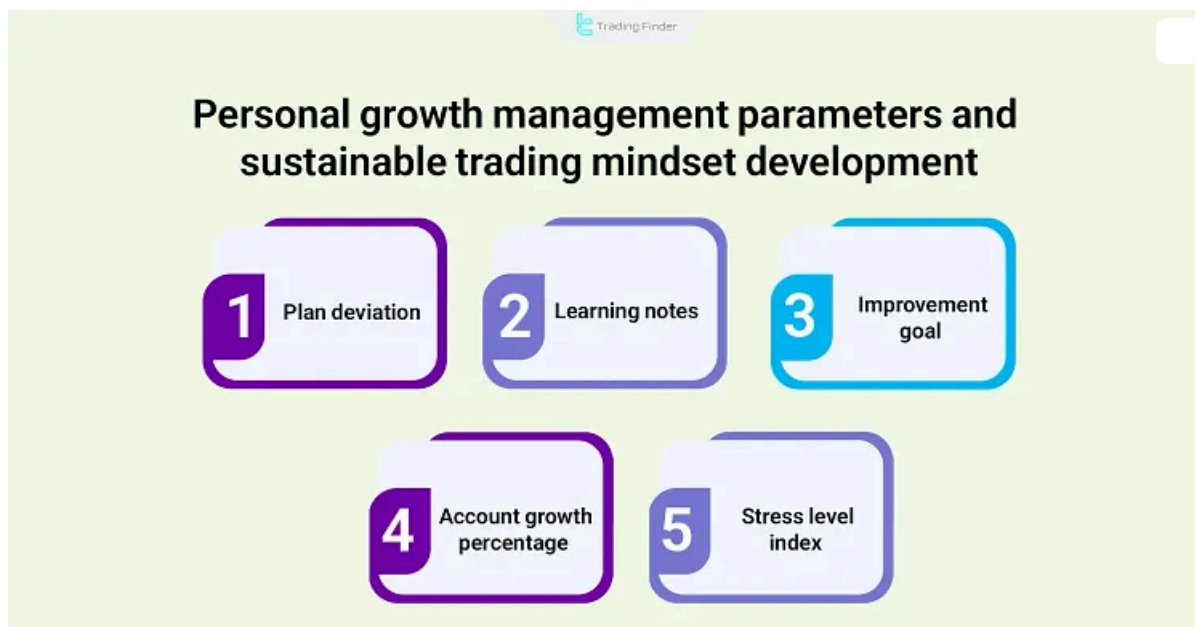 Trading Finder
Personal growth management parameters and
sustainable trading mindset development
1
Plan deviation
2
Learning notes
3
Improvement
goal
4
Account growth
percentage
5
Stress level
index